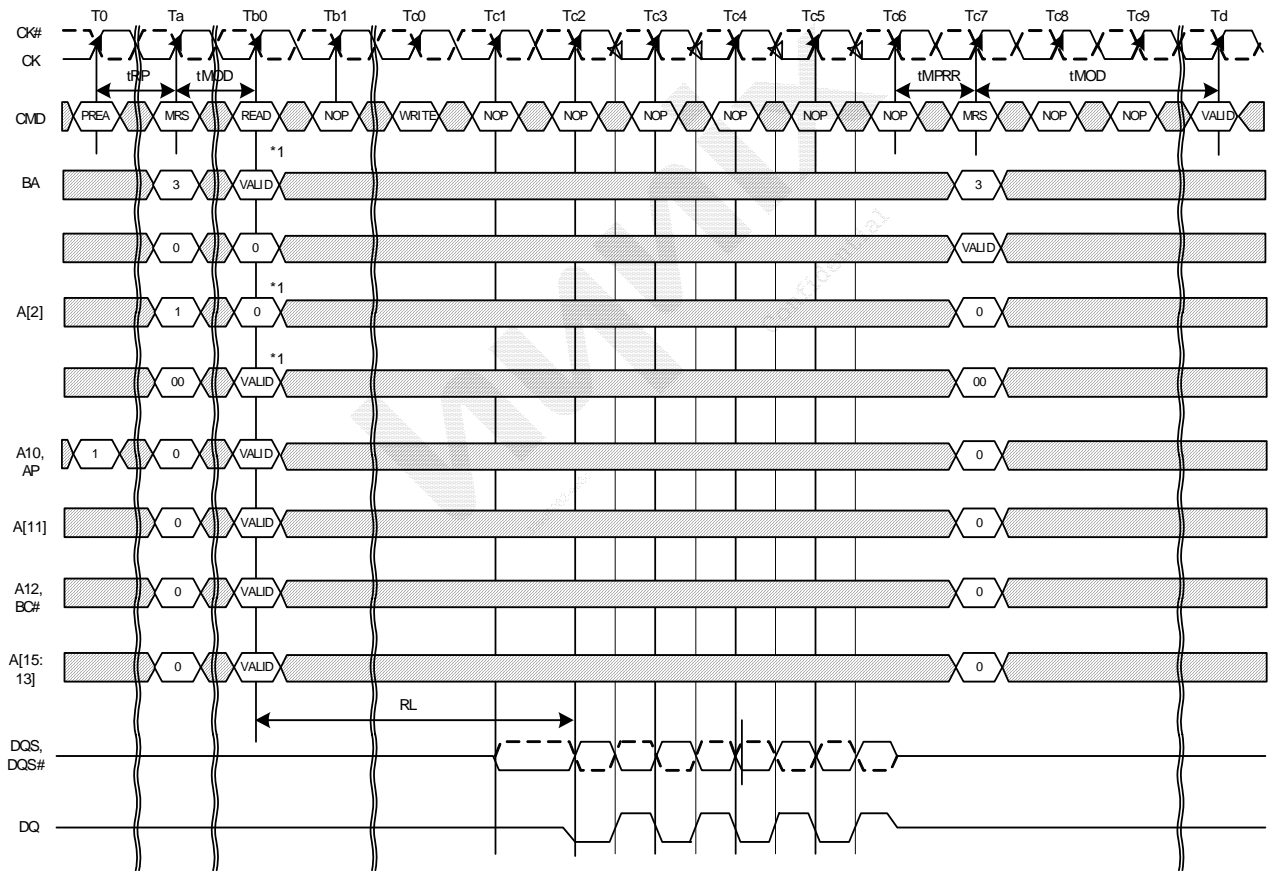 T0 Ta Tb0 Tb1 Tc0 Tc1 Tc2 Tc3 Tc4 Tc5 Tc6 Tc7 Tc8 Tc9 Td
CK#
CK
tRP tMOD tMPRR tMOD
CMD PREA MRS READ NOP WRITE NOP NOP NOP NOP NOP NOP MRS NOP NOP VALID
*1
BA 3 VALID 3
0 0 VALID
*1
A[2] 1 0 0
*1
00 VALID 00
A10,
AP 1 0 VALID 0
A[11] 0 VALID 0
A12,
BC# 0 VALID 0
A[15:
13] 0 VALID 0
RL
DQS,
DQS#
DQ
Confidential